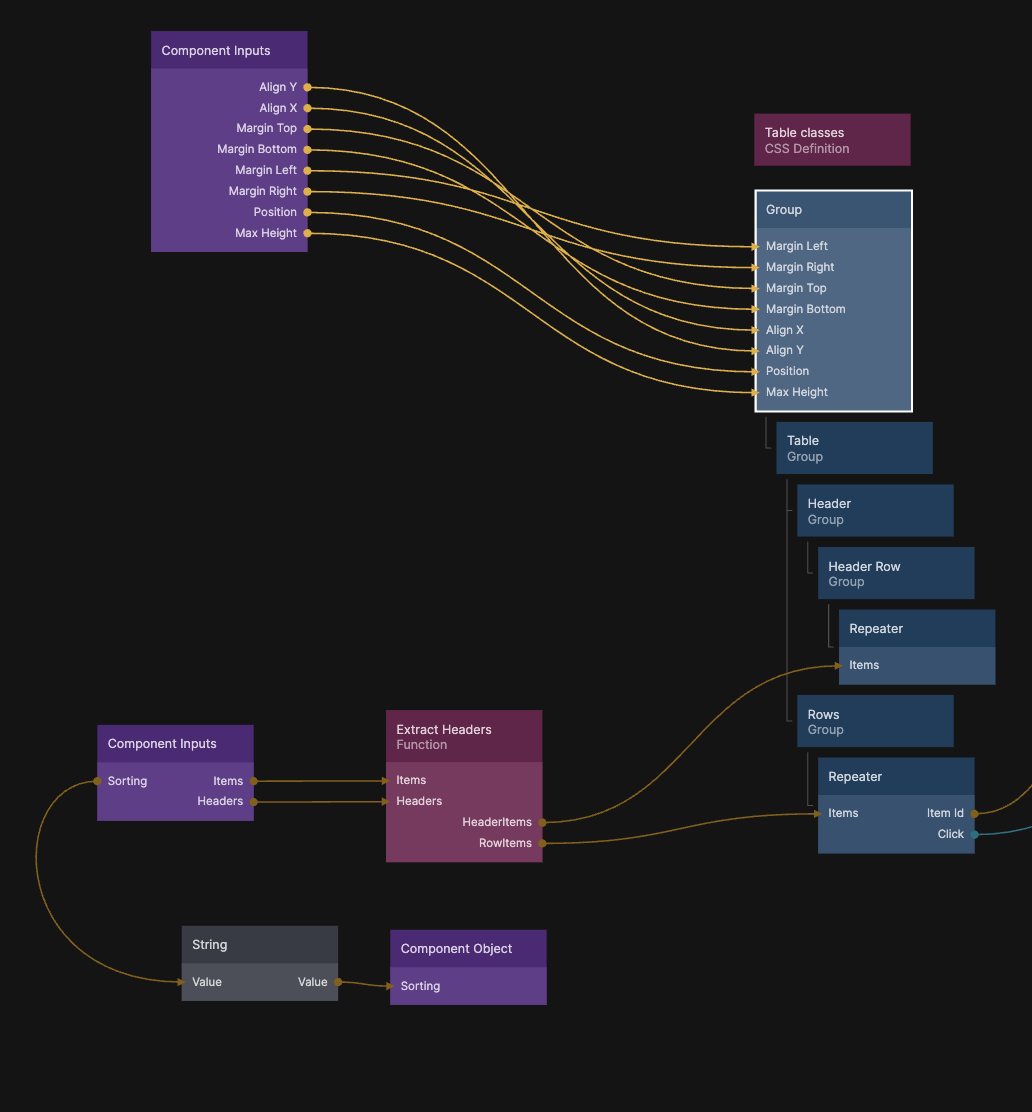 Component Inputs
Align Y
Align X
Margin Top
Margin Bottom
Margin Left
Margin Right
Position
Max Height
Table classes
CSS Definition
Group
Margin Left
Margin Right
Margin Top
Margin Bottom
Align X
Align Y
Position
Max Height
Table
Group
Header
Group
Header Row
Group
Repeater
Items
Rows
Group
Repeater
Items Item Id
Click
Component Inputs
Sorting Items
Headers
Extract Headers
Function
Items
Headers
HeaderItems
RowItems
String
Value Value
Component Object
Sorting